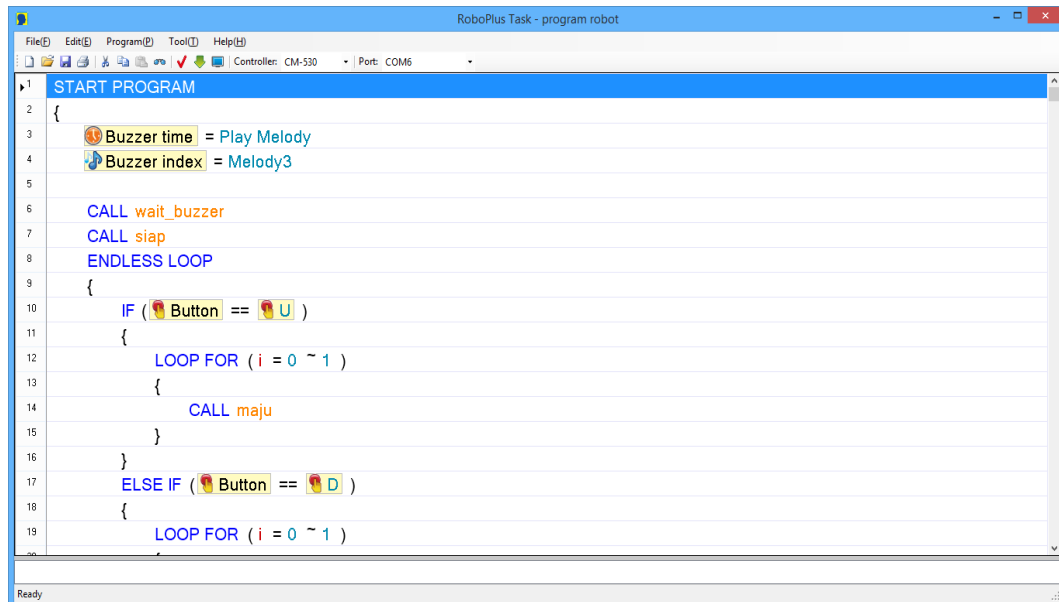 RoboPlus Task - program robot
File(F) Edit(E) Program(P) Tool(T) Help(H)
Controller: CM-530 Port: COM6
1 START PROGRAM
2 {
3 Buzzer time = Play Melody
4 Buzzer index = Melody3
5
6 CALL wait_buzzer
7 CALL siap
8 ENDLESS LOOP
9 {
10 IF ( Button == U )
11 {
12 LOOP FOR ( i = 0 ~ 1 )
13 {
14 CALL maju
15 }
16 }
17 ELSE IF ( Button == D )
18 {
19 LOOP FOR ( i = 0 ~ 1 )
Ready